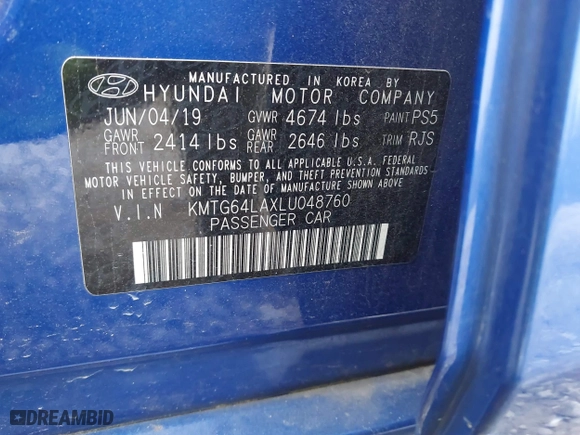 MANUFACTURED IN KOREA BY
HYUNDAI MOTOR COMPANY
JUN/04/19 GVWR 4674 lbs PAINT PS5
GAWR FRONT 2414 lbs GAWR REAR 2646 lbs TRIM RJS
THIS VEHICLE CONFORMS TO ALL APPLICABLE U.S.A. FEDERAL
MOTOR VEHICLE SAFETY, BUMPER, AND THEFT PREVENTION STANDARDS
IN EFFECT ON THE DATE OF MANUFACTURE SHOWN ABOVE.
V.I.N KMTG64LAXLU048760
PASSENGER CAR
DREAMBID